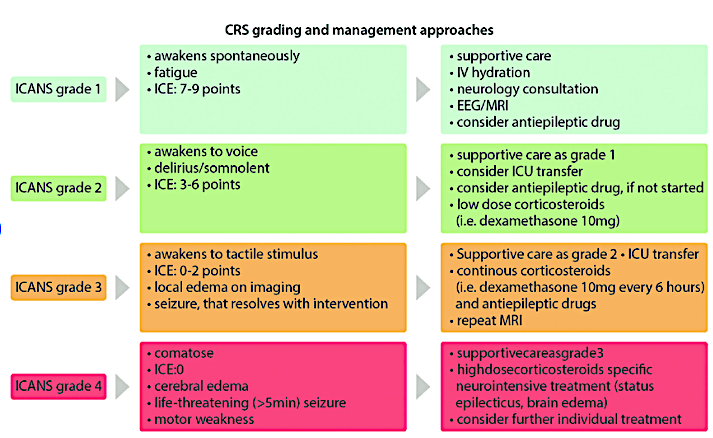 CRS grading and management approaches
ICANS grade 1
• awakens spontaneously
• fatigue
• ICE: 7-9 points
• supportive care
• IV hydration
• neurology consultation
• EEG/MRI
• consider antiepileptic drug
ICANS grade 2
• awakens to voice
• delirius/somnolent
• ICE: 3-6 points
• supportive care as grade 1
• consider ICU transfer
• consider antiepileptic drug, if not started
• low dose corticosteroids
(i.e. dexamethasone 10mg)
ICANS grade 3
• awakens to tactile stimulus
• ICE: 0-2 points
• local edema on imaging
• seizure, that resolves with intervention
• Supportive care as grade 2 • ICU transfer
• continous corticosteroids
(i.e. dexamethasone 10mg every 6 hours)
and antiepileptic drugs
• repeat MRI
ICANS grade 4
• comatose
• ICE:0
• cerebral edema
• life-threatening (>5min) seizure
• motor weakness
• supportivecareasgrade3
• highdosecorticosteroids specific
neurointensive treatment (status
epilecticus, brain edema)
• consider further individual treatment